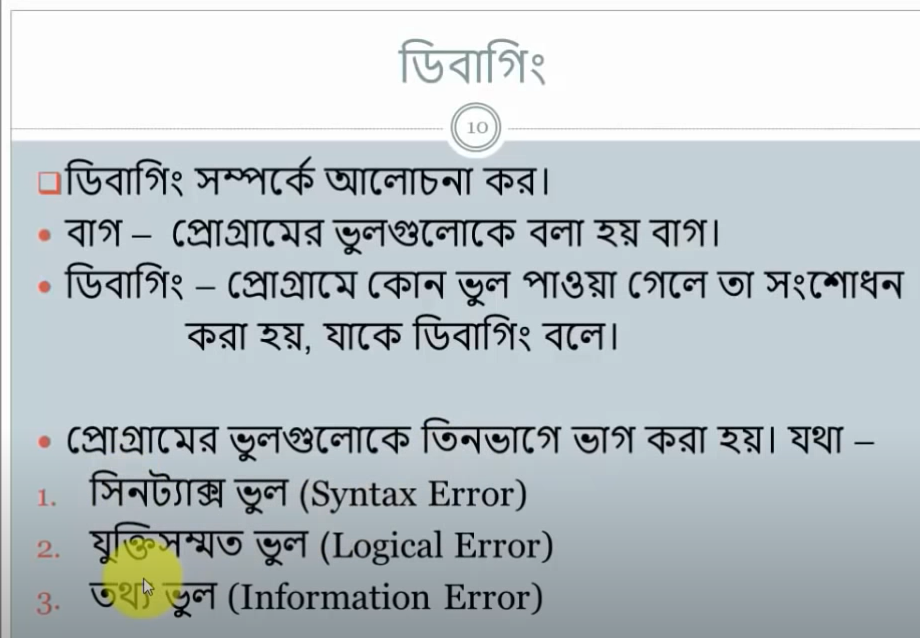 ডিবাগিং
10
ডিবাগিং সম্পর্কে আলোচনা কর।
• বাগ – প্রোগ্রামের ভুলগুলোকে বলা হয় বাগ।
• ডিবাগিং – প্রোগ্রামে কোন ভুল পাওয়া গেলে তা সংশোধন
করা হয়, যাকে ডিবাগিং বলে।
• প্রোগ্রামের ভুলগুলোকে তিনভাগে ভাগ করা হয়। যথা –
1. সিনট্যাক্স ভুল (Syntax Error)
2. যুক্তিসম্মত ভুল (Logical Error)
3. তথ্য ভুল (Information Error)